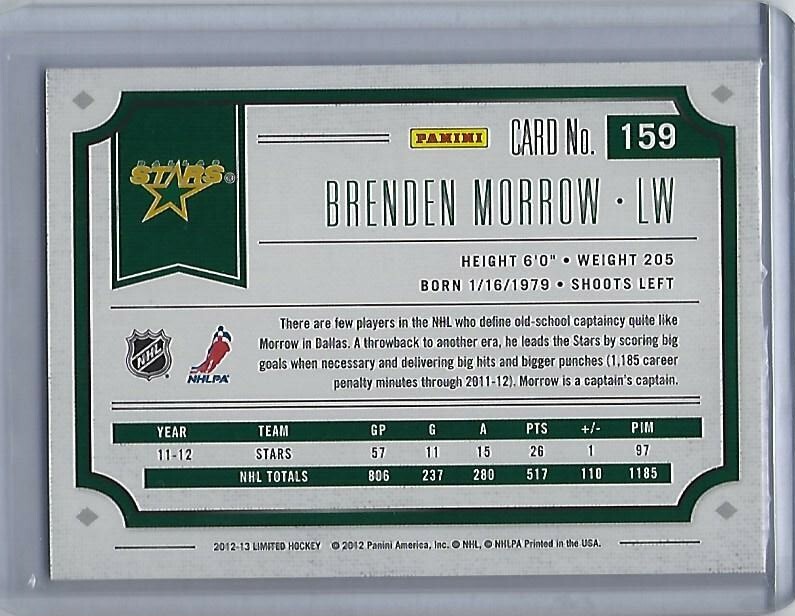 DALLAS
STARS ®
PANINI CARD No. 159
BRENDEN MORROW · LW
HEIGHT 6'0" • WEIGHT 205
BORN 1/16/1979 • SHOOTS LEFT
There are few players in the NHL who define old-school captaincy quite like
Morrow in Dallas. A throwback to another era, he leads the Stars by scoring big
goals when necessary and delivering big hits and bigger punches (1,185 career
penalty minutes through 2011-12). Morrow is a captain's captain.
NHL
NHLPA
YEAR TEAM GP G A PTS +/- PIM
11-12 STARS 57 11 15 26 1 97
NHL TOTALS 806 237 280 517 110 1185
2012-13 LIMITED HOCKEY © 2012 Panini America, Inc. © NHL, © NHLPA Printed in the USA.